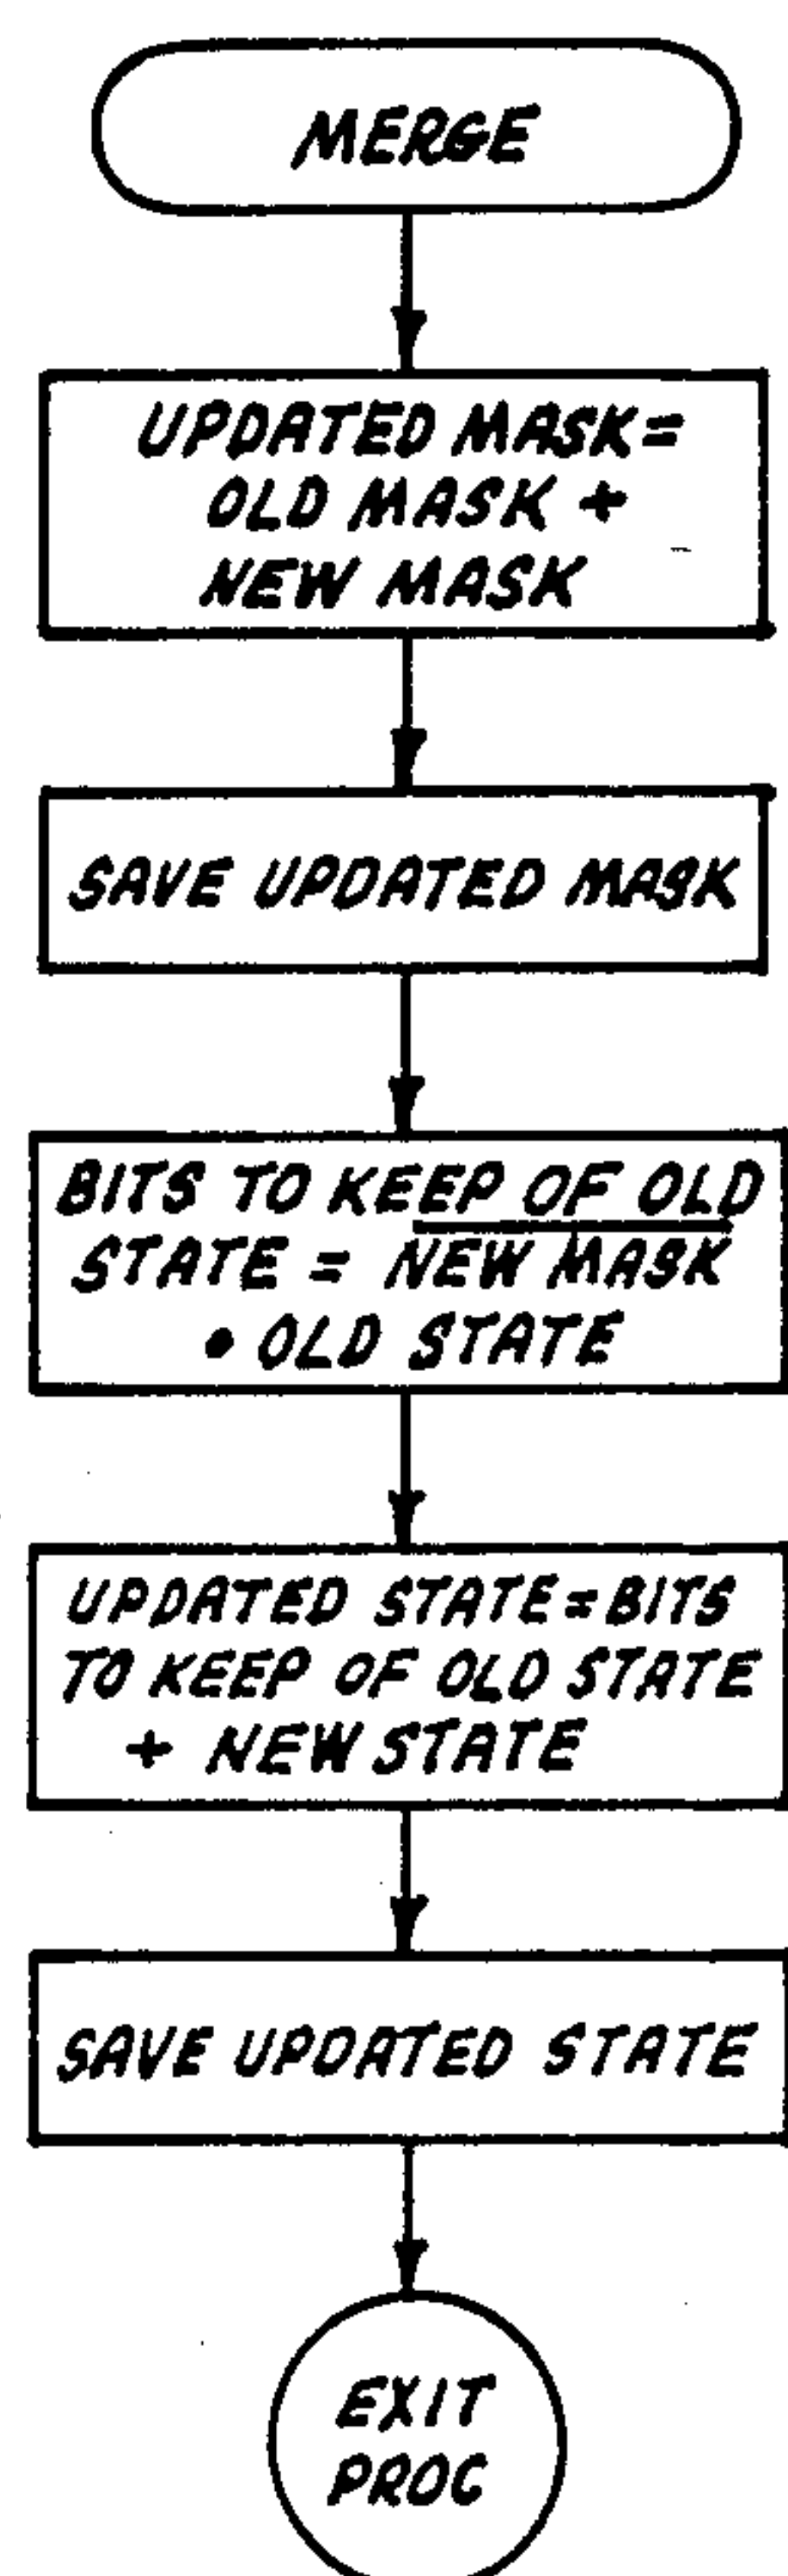 MERGE
UPDATED MASK=
OLD MASK +
NEW MASK
SAVE UPDATED MASK
BITS TO KEEP OF OLD
STATE = NEW MASK
• OLD STATE
UPDATED STATE=BITS
TO KEEP OF OLD STATE
+ NEW STATE
SAVE UPDATED STATE
EXIT
PROC